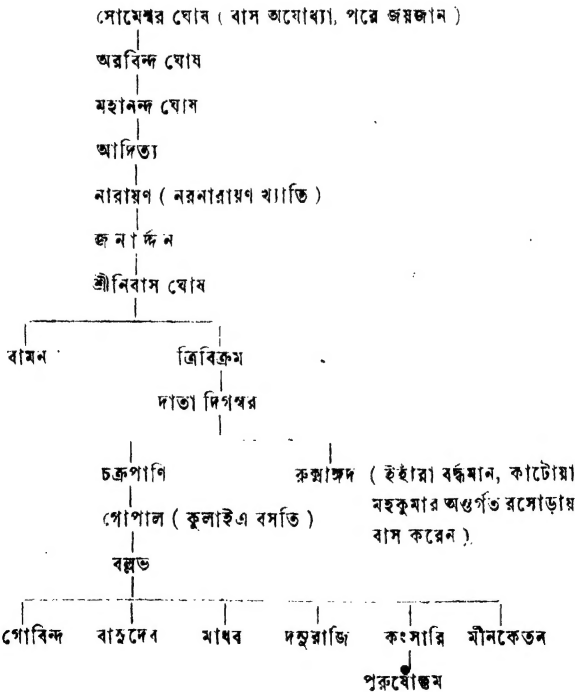 সোমেশ্বর ঘোষ ( বাস অযোধ্যা, পরে জয়জান )
অরবিন্দ ঘোষ
মহানন্দ ঘোষ
আদিত্য
নারায়ণ ( নরনারায়ণ খ্যাতি )
জনার্দ্দন
শ্রীনিবাস ঘোষ
বামন ত্রিবিক্রম
দাতা দিগম্বর
চক্রপাণি রুক্মাঙ্গদ ( ইহাঁরা বর্দ্ধমান, কাটোয়া
গোপাল ( কুলাইএ বসতি ) মহকুমার অন্তর্গত রসোড়ায়
বাস করেন )
বল্লভ
গোবিন্দ বাসুদেব মাধব দনুরাজি কংসারি মীনকেতন
পুরুষোত্তম